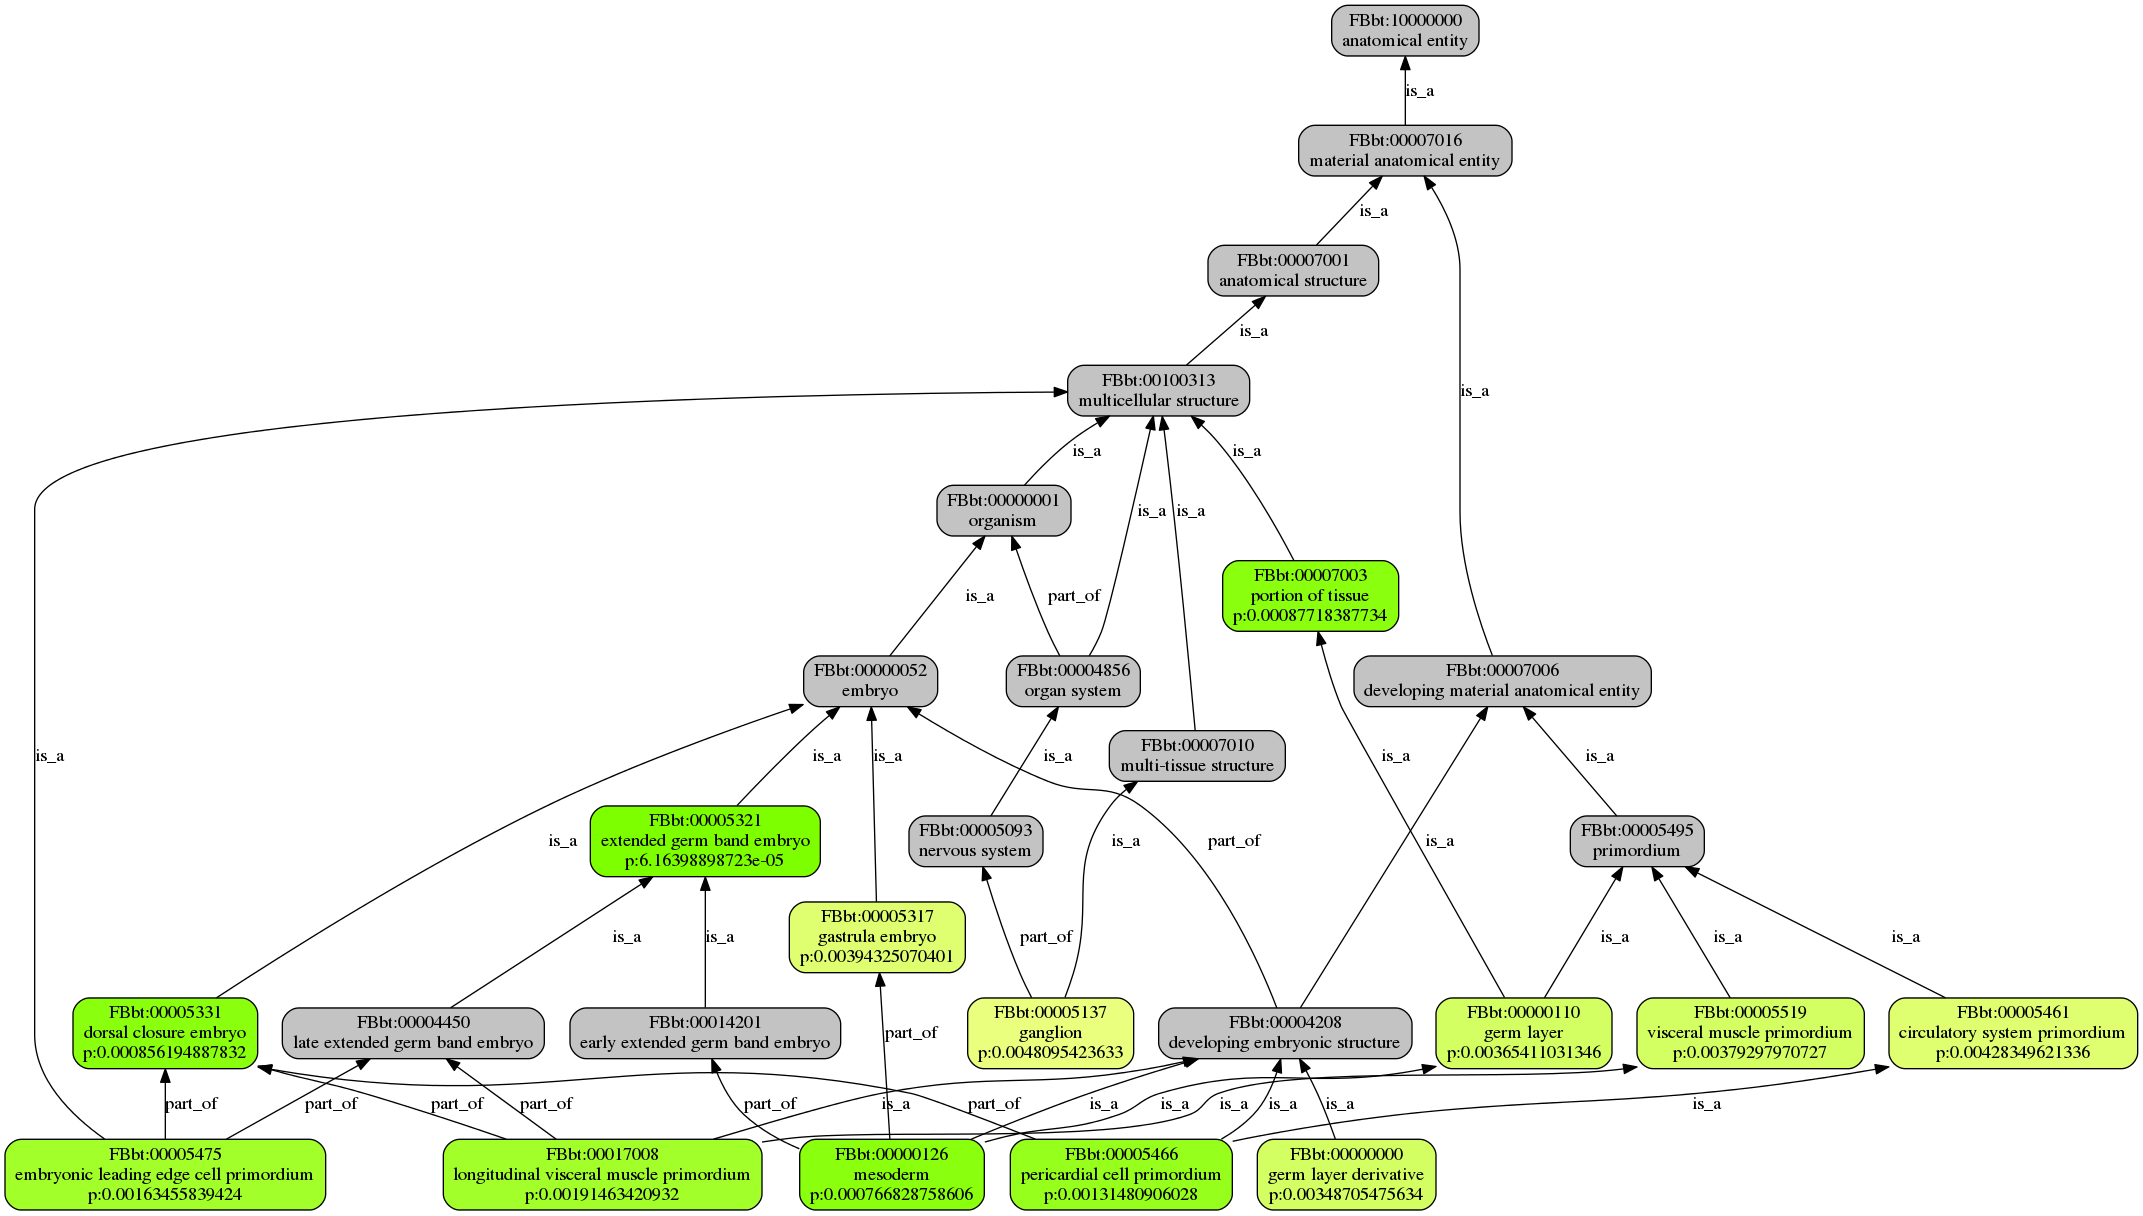 FBbt:10000000
anatomical entity
is_a
FBbt:00007016
material anatomical entity
is_a
FBbt:00007001
anatomical structure
is_a
FBbt:00100313
multicellular structure
is_a
is_a
is_a
is_a
FBbt:00000001
organism
is_a
is_a
FBbt:00007003
portion of tissue
p:0.00087718387734
is_a
part_of
FBbt:00000052
embryo
FBbt:00004856
organ system
FBbt:00007006
developing material anatomical entity
is_a
is_a
is_a
is_a
FBbt:00007010
multi-tissue structure
is_a
is_a
FBbt:00005321
extended germ band embryo
p:6.16398898723e-05
FBbt:00005093
nervous system
FBbt:00005495
primordium
is_a
is_a
part_of
is_a
FBbt:00005317
gastrula embryo
p:0.00394325070401
is_a
is_a
part_of
is_a
is_a
is_a
FBbt:00005331
dorsal closure embryo
p:0.000856194887832
FBbt:00004450
late extended germ band embryo
FBbt:00014201
early extended germ band embryo
part_of
FBbt:00005137
ganglion
p:0.0048095423633
FBbt:00004208
developing embryonic structure
FBbt:00000110
germ layer
p:0.00365411031346
FBbt:00005519
visceral muscle primordium
p:0.00379297970727
FBbt:00005461
circulatory system primordium
p:0.00428349621336
part_of
part_of
part_of
part_of
part_of
is_a
part_of
is_a
is_a
is_a
is_a
is_a
is_a
FBbt:00005475
embryonic leading edge cell primordium
p:0.00163455839424
FBbt:00017008
longitudinal visceral muscle primordium
p:0.00191463420932
FBbt:00000126
mesoderm
p:0.000766828758606
FBbt:00005466
pericardial cell primordium
p:0.00131480906028
FBbt:00000000
germ layer derivative
p:0.00348705475634